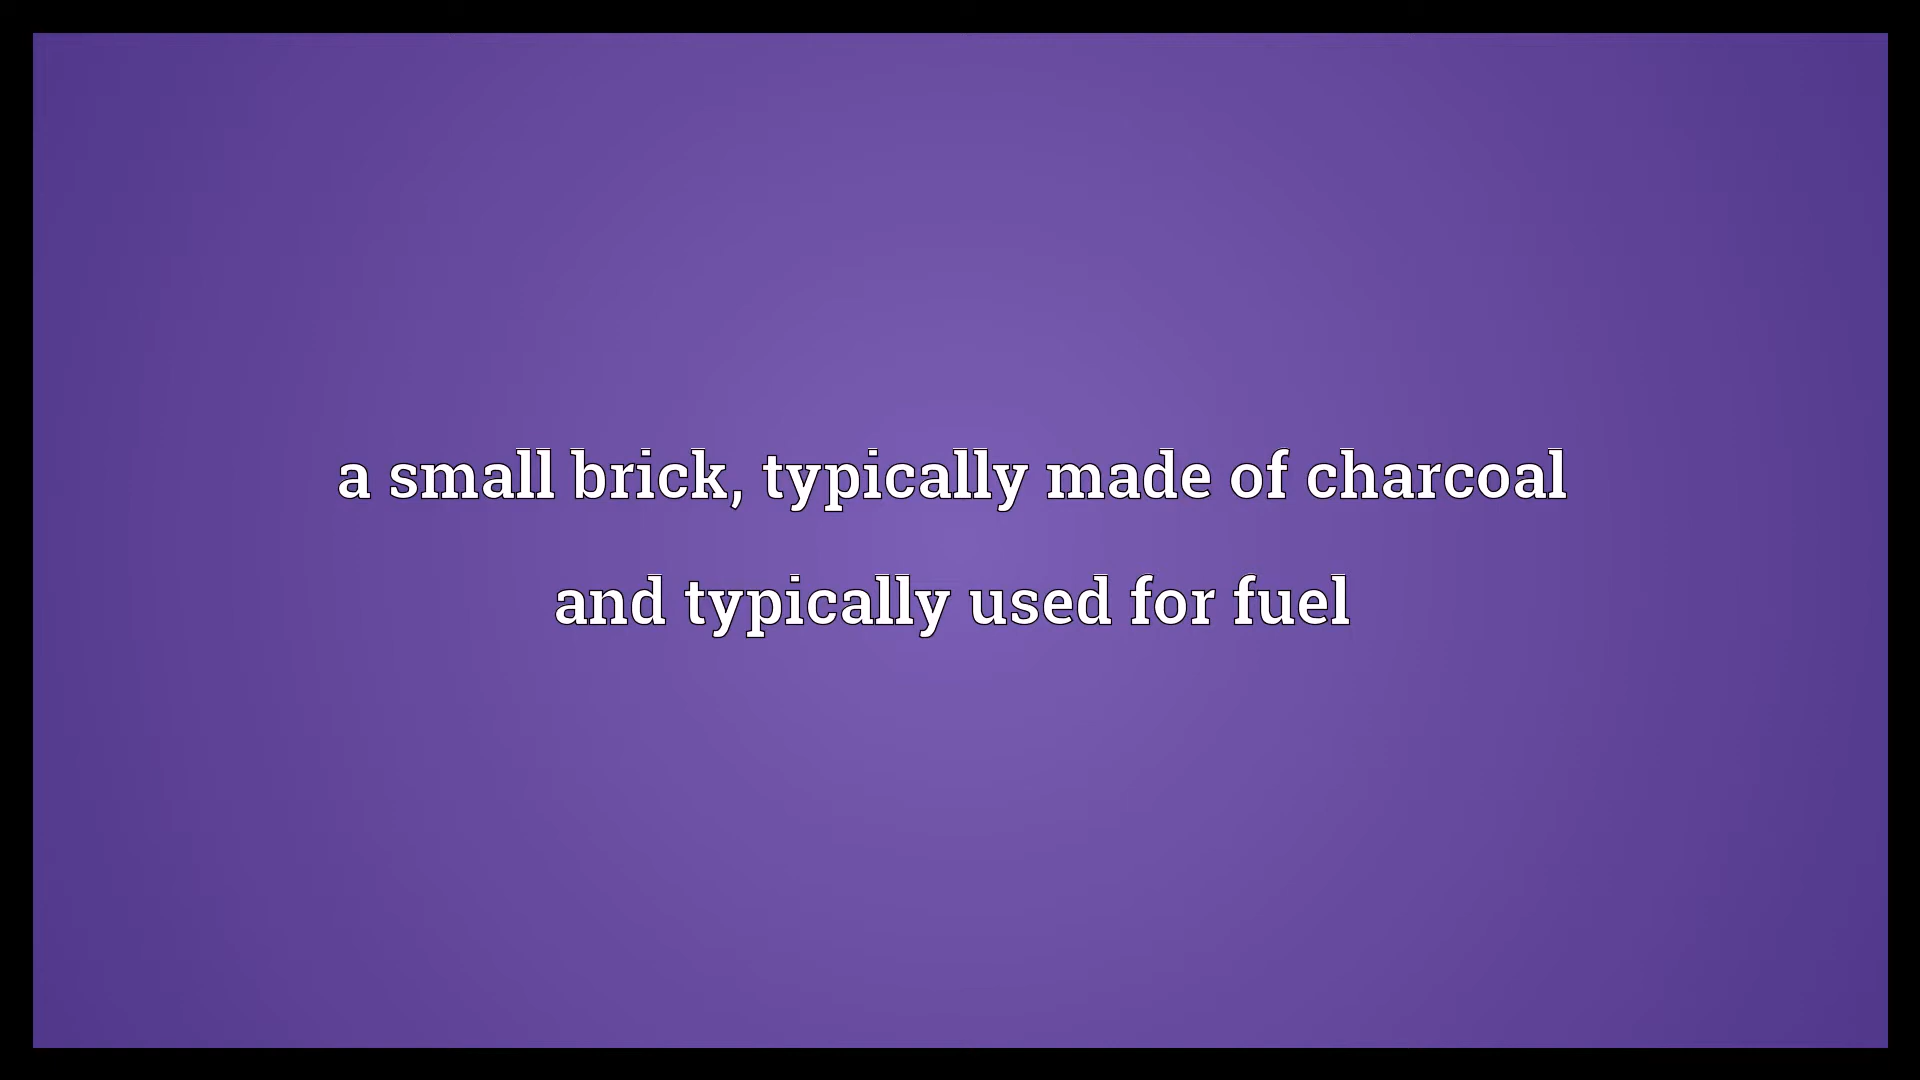 a small brick, typically made of charcoal
and typically used for fuel